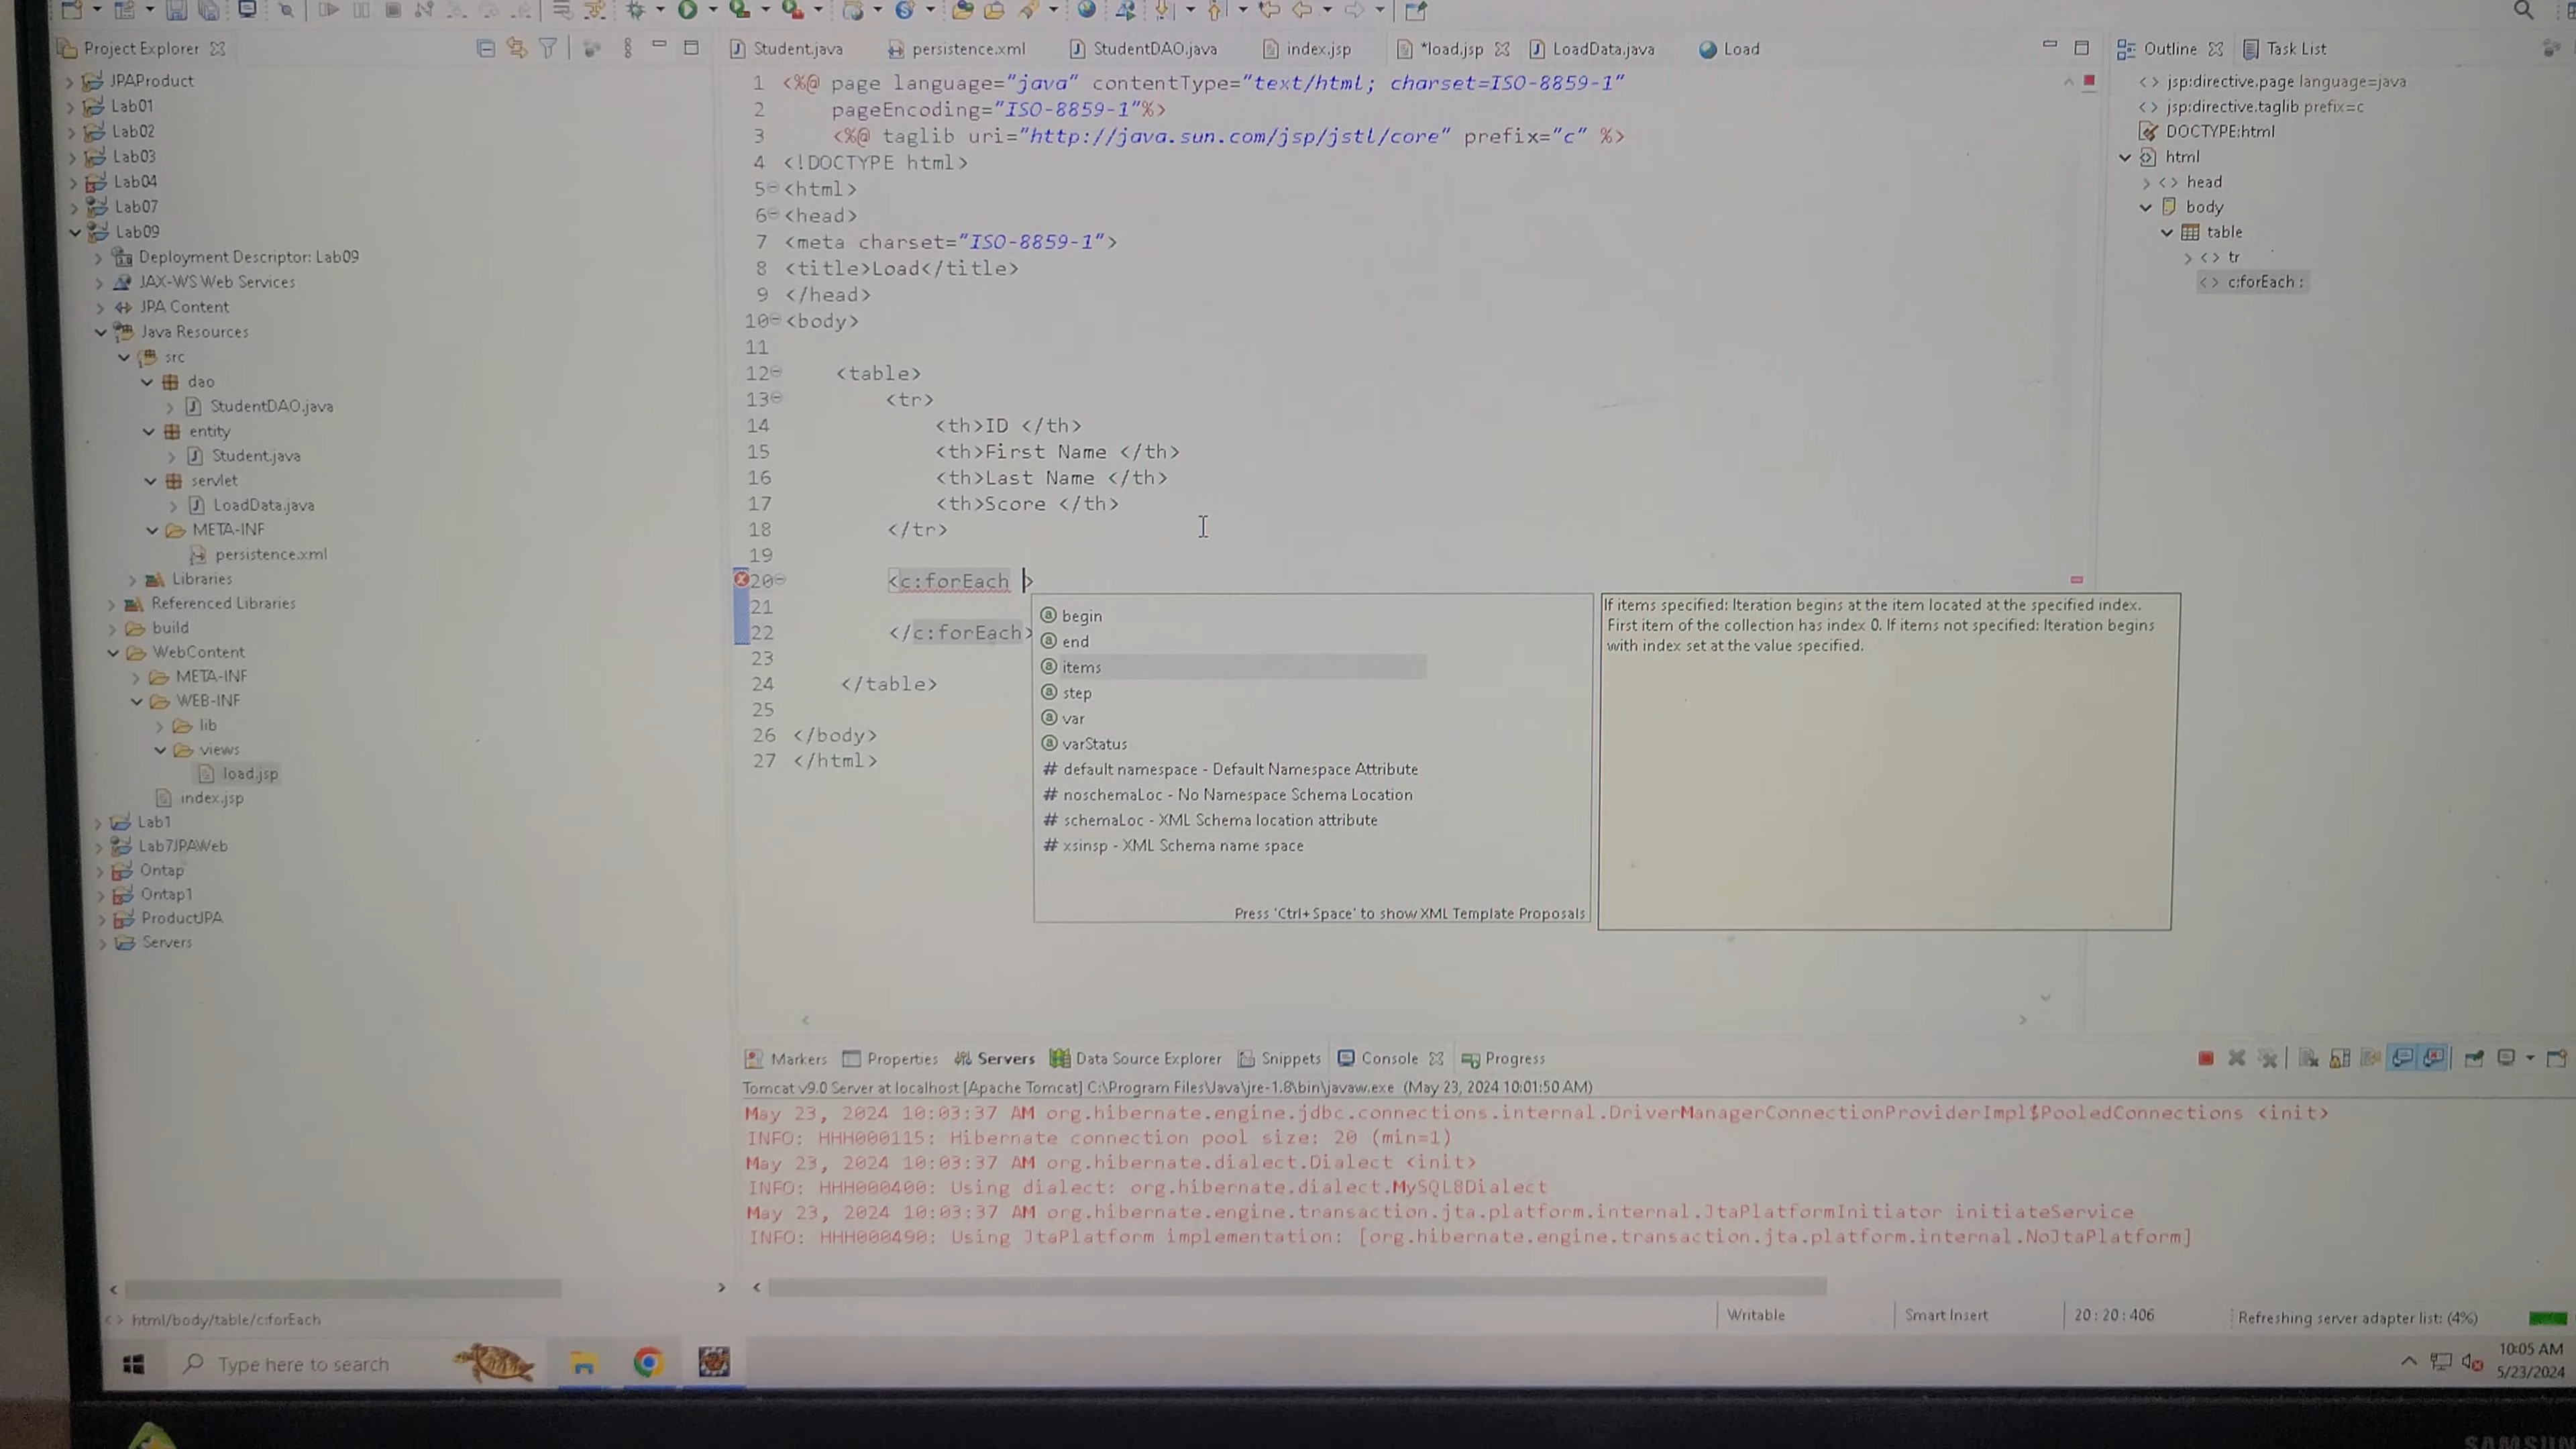 Project Explorer
JPAProduct
Lab01
Lab02
Lab03
Lab04
Lab07
Lab09
Deployment Descriptor: Lab09
JAX-WS Web Services
JPA Content
Java Resources
src
dao
StudentDAO.java
entity
Student.java
servlet
LoadData.java
META-INF
persistence.xml
Libraries
Referenced Libraries
build
WebContent
META-INF
WEB-INF
lib
views
load.jsp
index.jsp
Lab1
Lab7JPAWeb
Ontap
Ontap1
ProductJPA
Servers
Student.java persistence.xml StudentDAO.java index.jsp *load.jsp LoadData.java Load
1 <%@ page language="java" contentType="text/html; charset=ISO-8859-1"
2 pageEncoding="ISO-8859-1"%>
3 <%@ taglib uri="http://java.sun.com/jsp/jstl/core" prefix="c" %>
4 <!DOCTYPE html>
5 <html>
6 <head>
7 <meta charset="ISO-8859-1">
8 <title>Load</title>
9 </head>
10 <body>
11
12 <table>
13 <tr>
14 <th>ID </th>
15 <th>First Name </th>
16 <th>Last Name </th>
17 <th>Score </th>
18 </tr>
19
20 <c:forEach >
21
22 </c:forEach>
23
24 </table>
25
26 </body>
27 </html>
begin
end
items
step
var
varStatus
# default namespace - Default Namespace Attribute
# noschemaLoc - No Namespace Schema Location
# schemaLoc - XML Schema location attribute
# xsinsp - XML Schema name space
Press 'Ctrl+Space' to show XML Template Proposals
If items specified: Iteration begins at the item located at the specified index.
First item of the collection has index 0. If items not specified: Iteration begins
with index set at the value specified.
Outline Task List
jsp:directive.page language=java
jsp:directive.taglib prefix=c
DOCTYPE:html
html
head
body
table
tr
c:forEach :
Markers Properties Servers Data Source Explorer Snippets Console Progress
Tomcat v9.0 Server at localhost [Apache Tomcat] C:\Program Files\Java\jre-1.8\bin\javaw.exe (May 23, 2024 10:01:50 AM)
May 23, 2024 10:03:37 AM org.hibernate.engine.jdbc.connections.internal.DriverManagerConnectionProviderImpl$PooledConnections <init>
INFO: HHH000115: Hibernate connection pool size: 20 (min=1)
May 23, 2024 10:03:37 AM org.hibernate.dialect.Dialect <init>
INFO: HHH000400: Using dialect: org.hibernate.dialect.MySQL8Dialect
May 23, 2024 10:03:37 AM org.hibernate.engine.transaction.jta.platform.internal.JtaPlatformInitiator initiateService
INFO: HHH000490: Using JtaPlatform implementation: [org.hibernate.engine.transaction.jta.platform.internal.NoJtaPlatform]
html/body/table/c:forEach
Writable Smart Insert 20:20:406 Refreshing server adapter list: (4%)
Type here to search
10:05 AM
5/23/2024
SAMSUNG